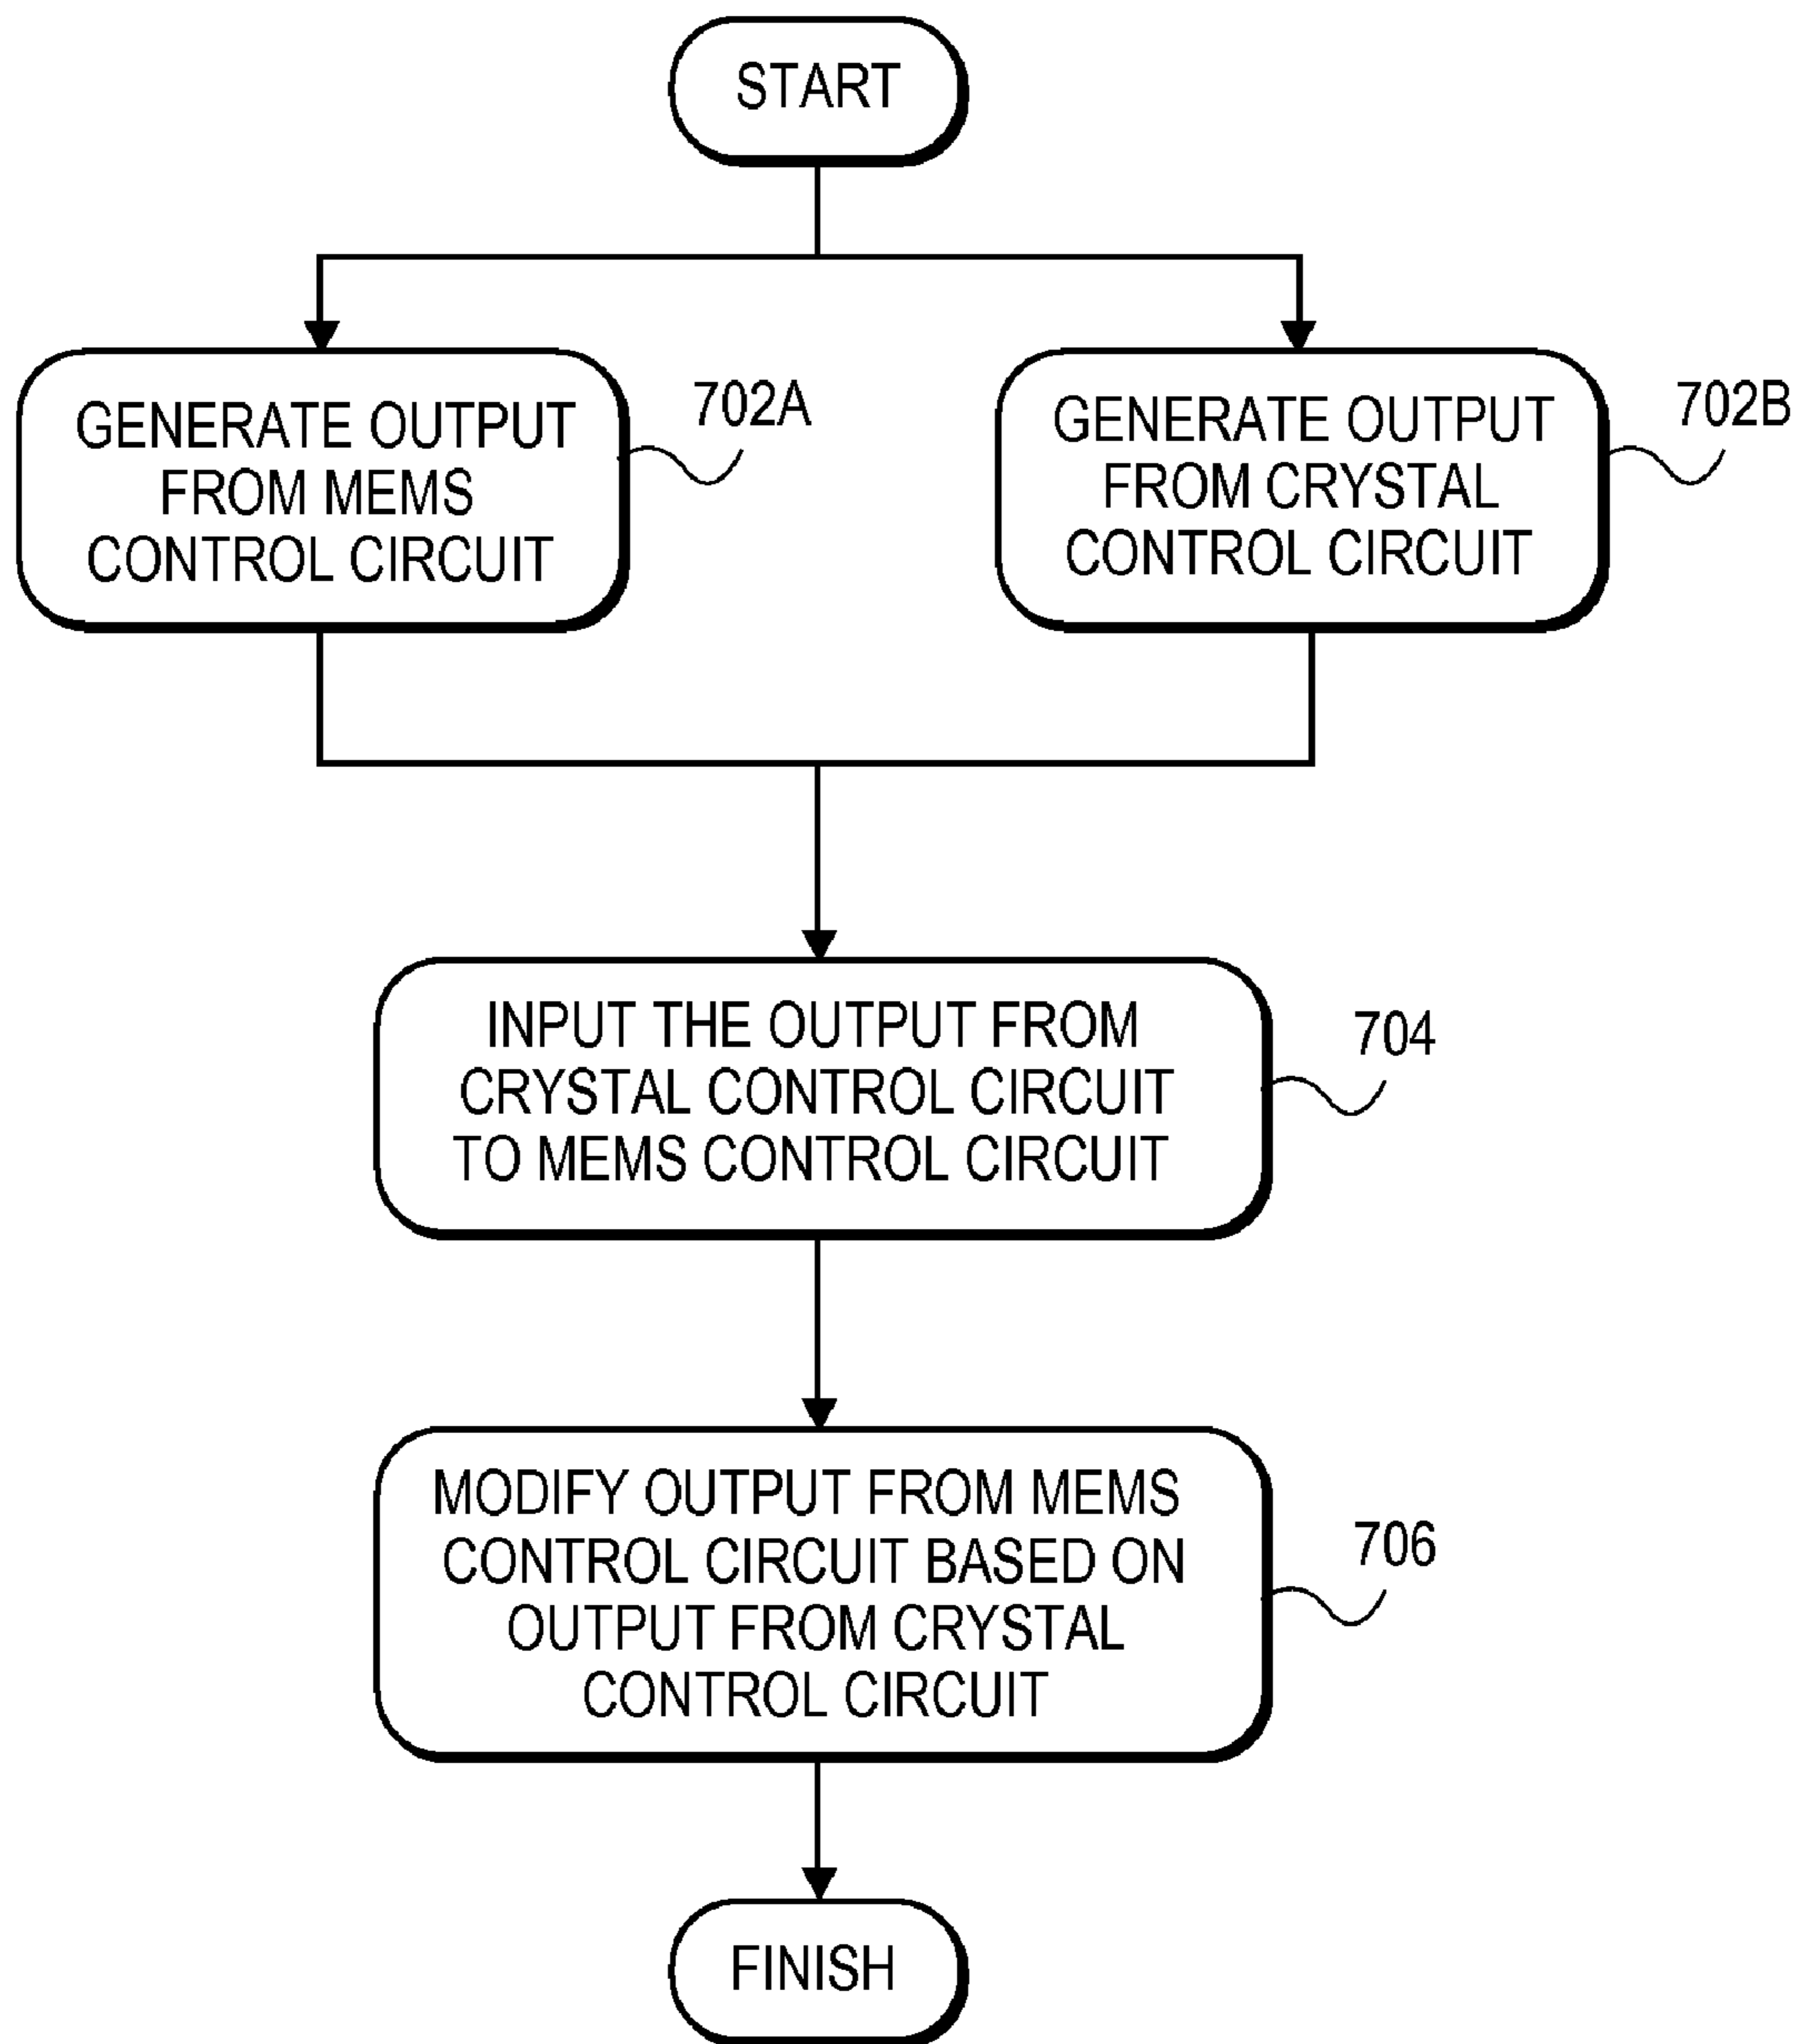 START
GENERATE OUTPUT
FROM MEMS
CONTROL CIRCUIT
702A
GENERATE OUTPUT
FROM CRYSTAL
CONTROL CIRCUIT
702B
INPUT THE OUTPUT FROM
CRYSTAL CONTROL CIRCUIT
TO MEMS CONTROL CIRCUIT
704
MODIFY OUTPUT FROM MEMS
CONTROL CIRCUIT BASED ON
OUTPUT FROM CRYSTAL
CONTROL CIRCUIT
706
FINISH